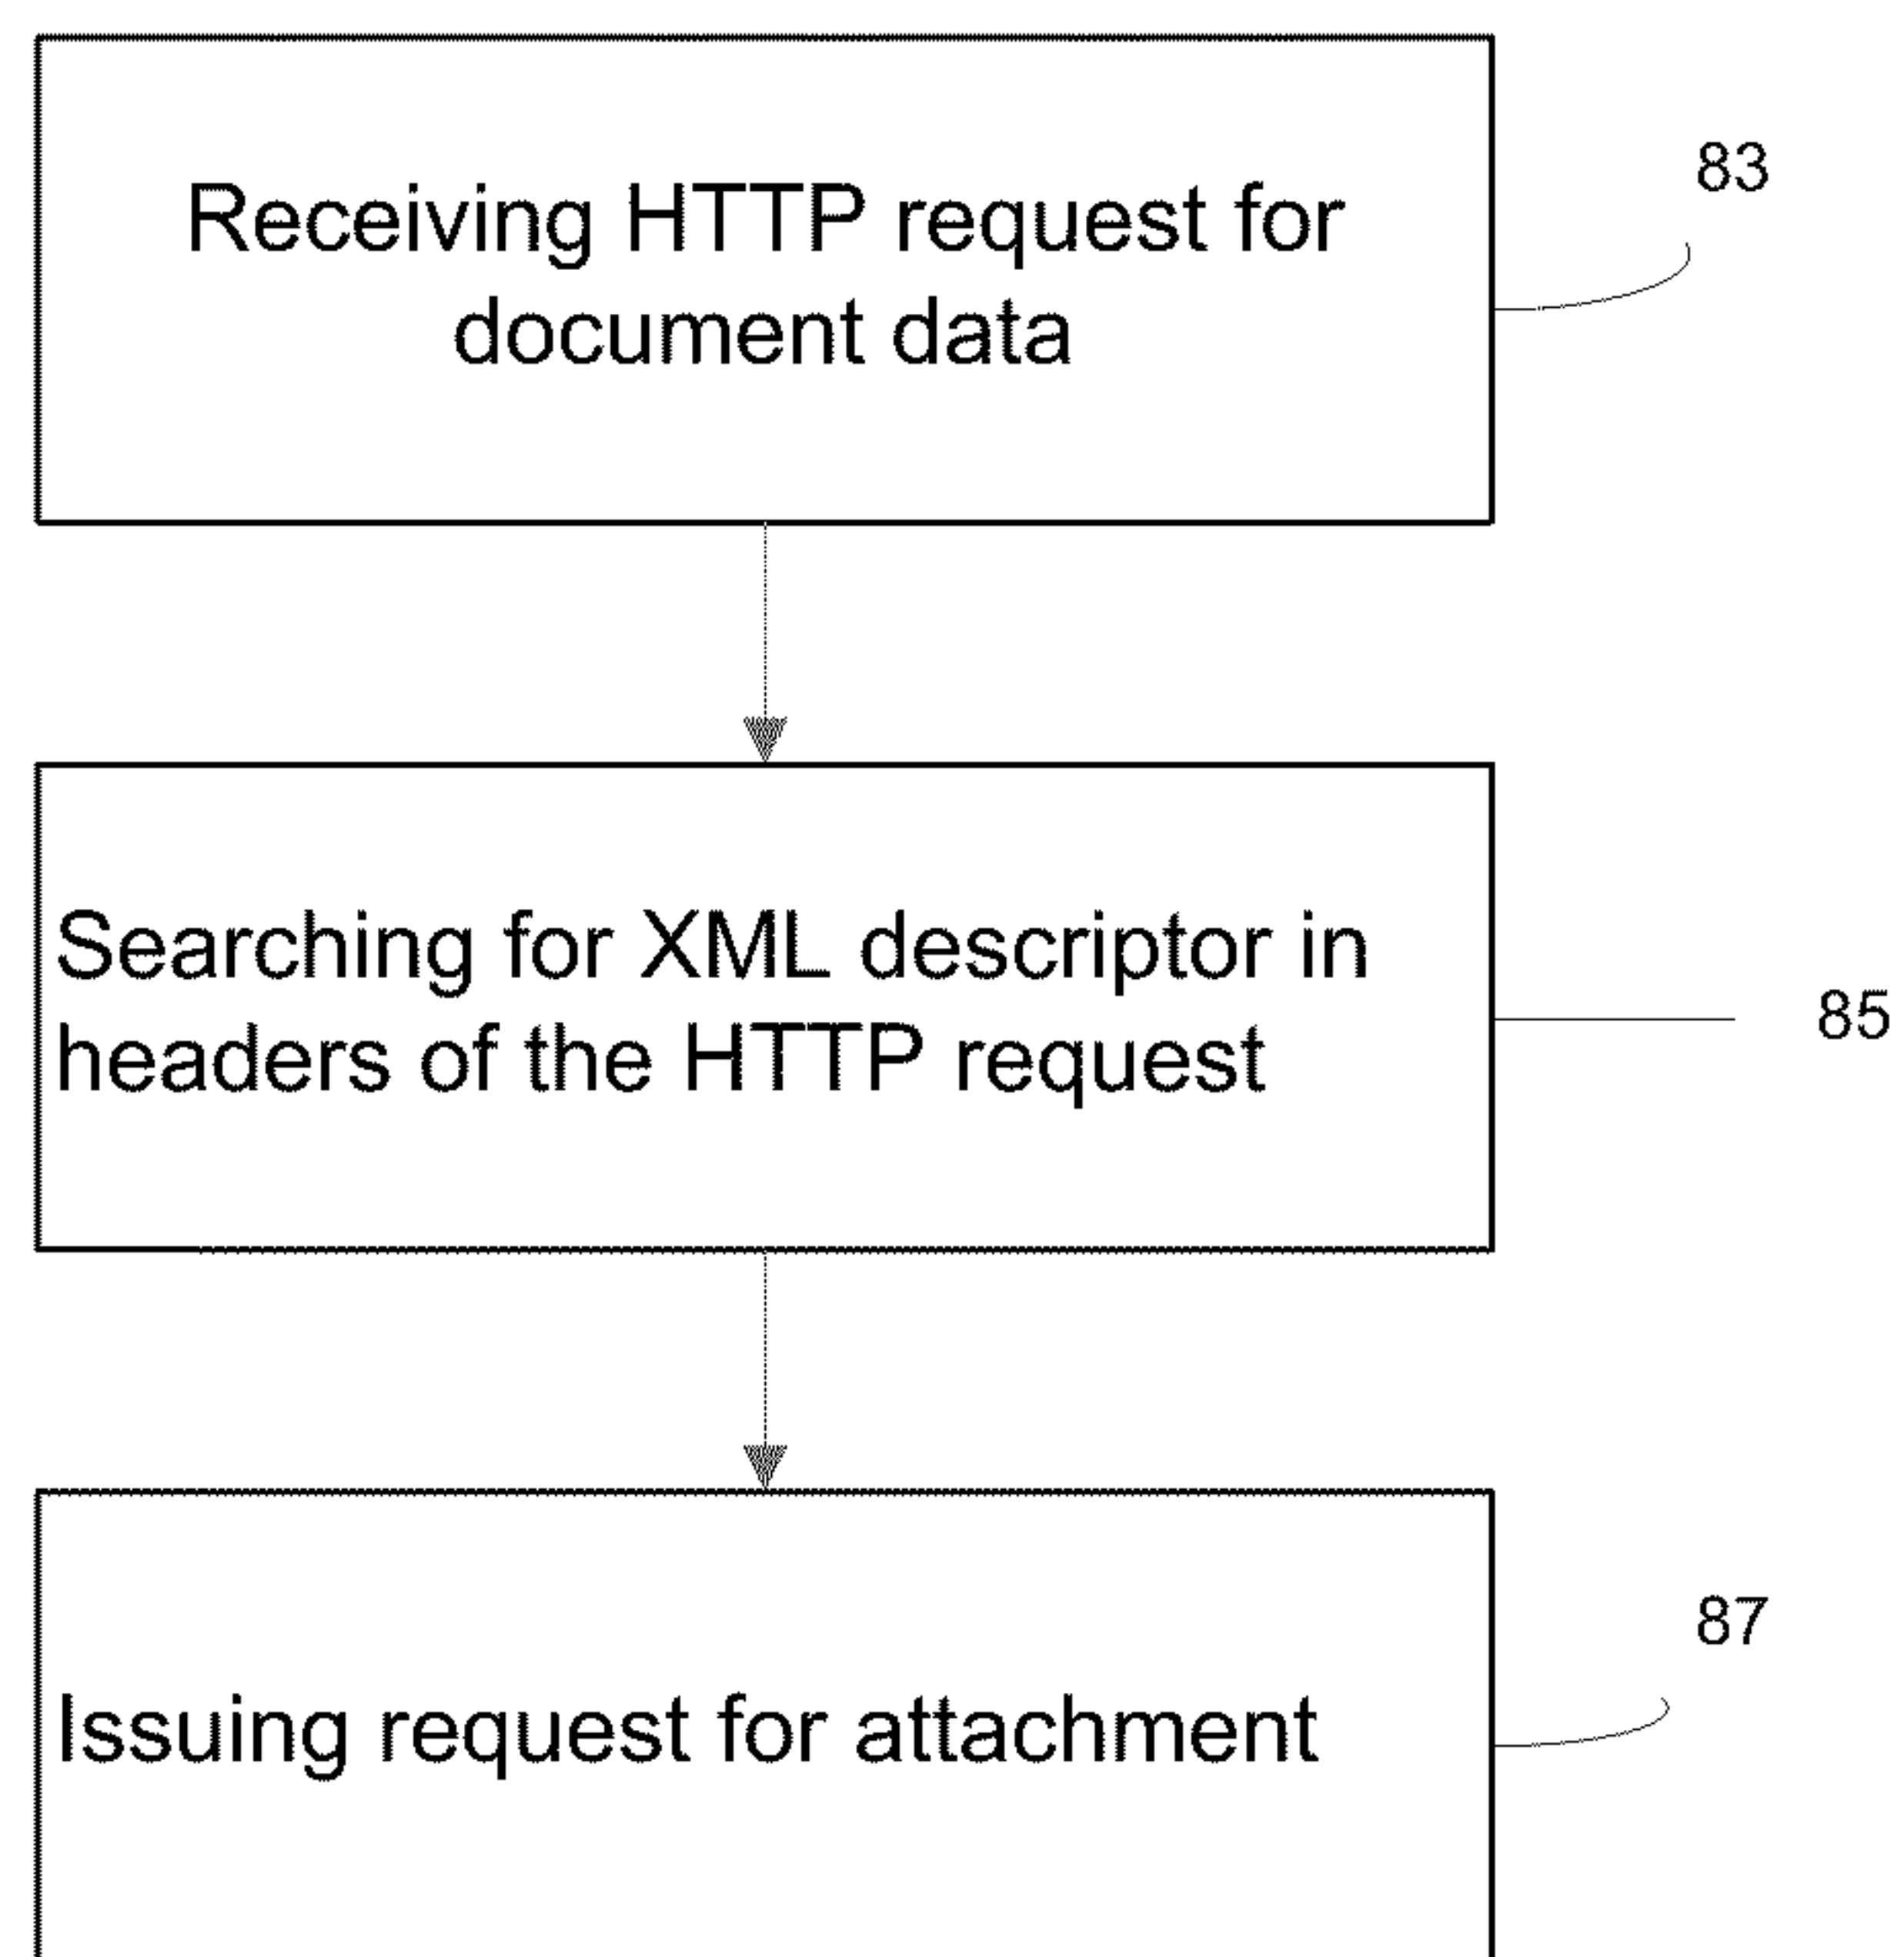 Receiving HTTP request for
document data
83
Searching for XML descriptor in
headers of the HTTP request
85
Issuing request for attachment
87